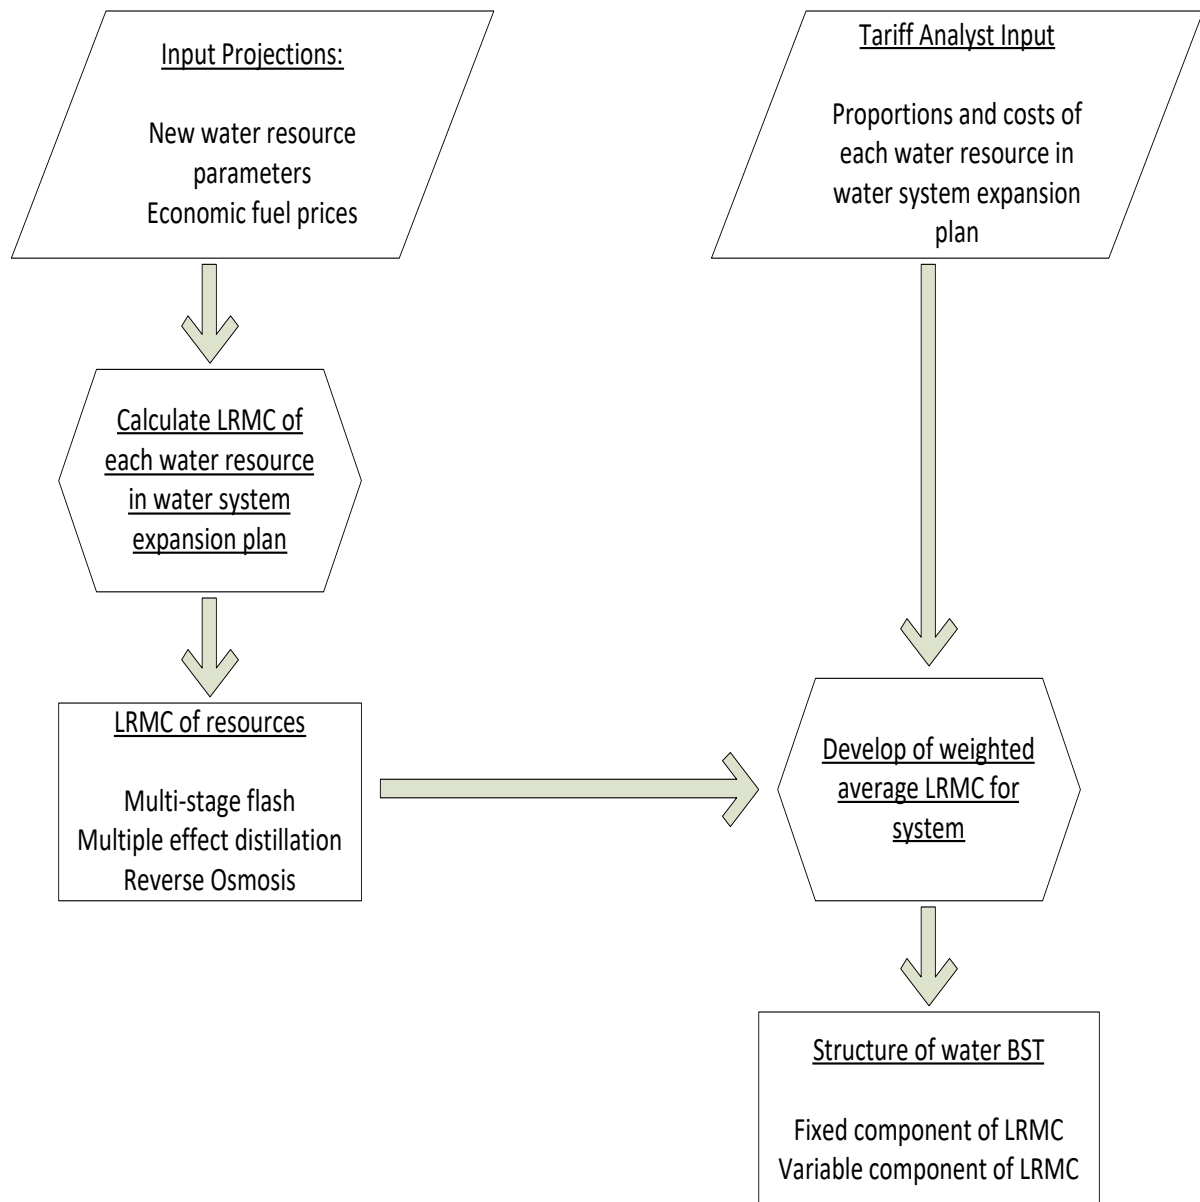 Input Projections:
New water resource
parameters
Economic fuel prices
Tariff Analyst Input
Proportions and costs of
each water resource in
water system expansion
plan
Calculate LRMC of
each water resource
in water system
expansion plan
LRMC of resources
Multi-stage flash
Multiple effect distillation
Reverse Osmosis
Develop of weighted
average LRMC for
system
Structure of water BST
Fixed component of LRMC
Variable component of LRMC